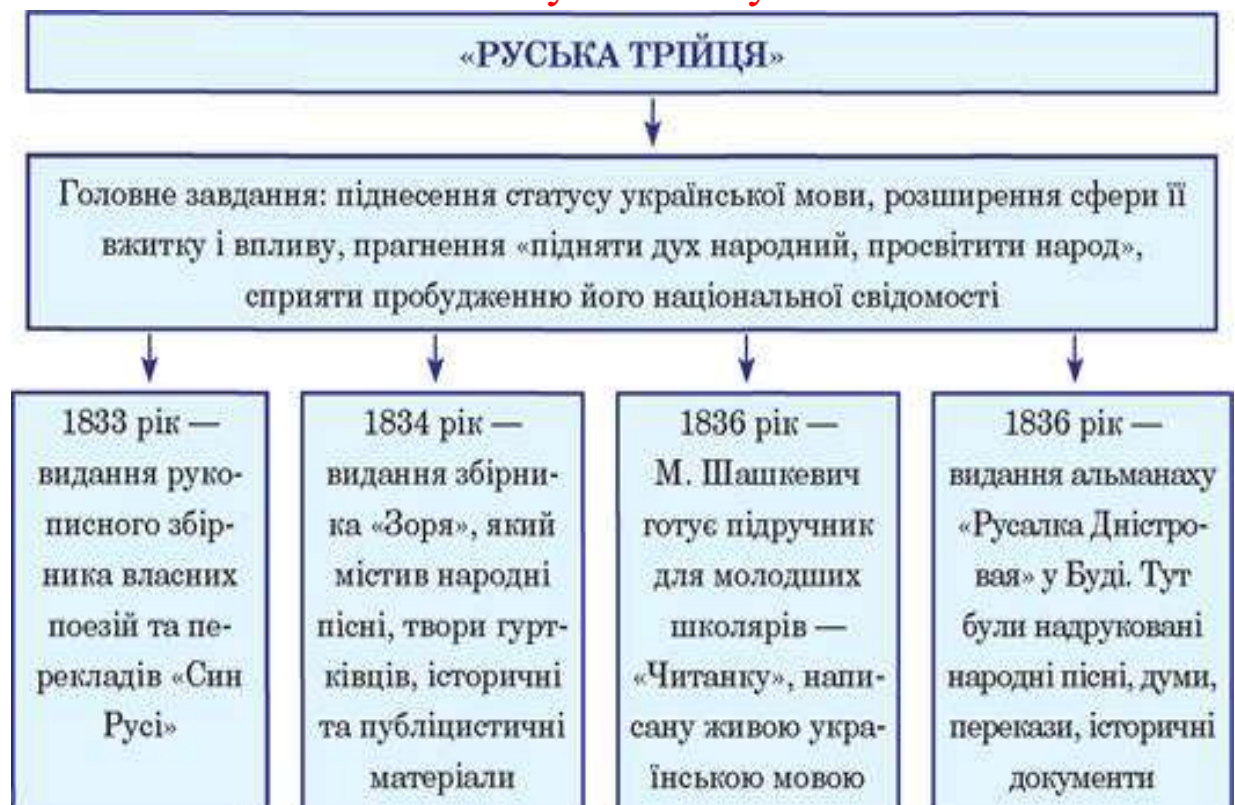 «РУСЬКА ТРІЙЦЯ»
Головне завдання: піднесення статусу української мови, розширення сфери її
вжитку і впливу, прагнення «підняти дух народний, просвітити народ»,
сприяти пробудженню його національної свідомості
1833 рік —
видання руко-
писного збір-
ника власних
поезій та пе-
рекладів «Син
Русі»
1834 рік —
видання збірни-
ка «Зоря», який
містив народні
пісні, твори гурт-
ківців, історичні
та публіцистичні
матеріали
1836 рік —
М. Шашкевич
готує підручник
для молодших
школярів —
«Читанку», напи-
сану живою укра-
їнською мовою
1836 рік —
видання альманаху
«Русалка Дністро-
вая» у Буді. Тут
були надруковані
народні пісні, думи,
перекази, історичні
документи